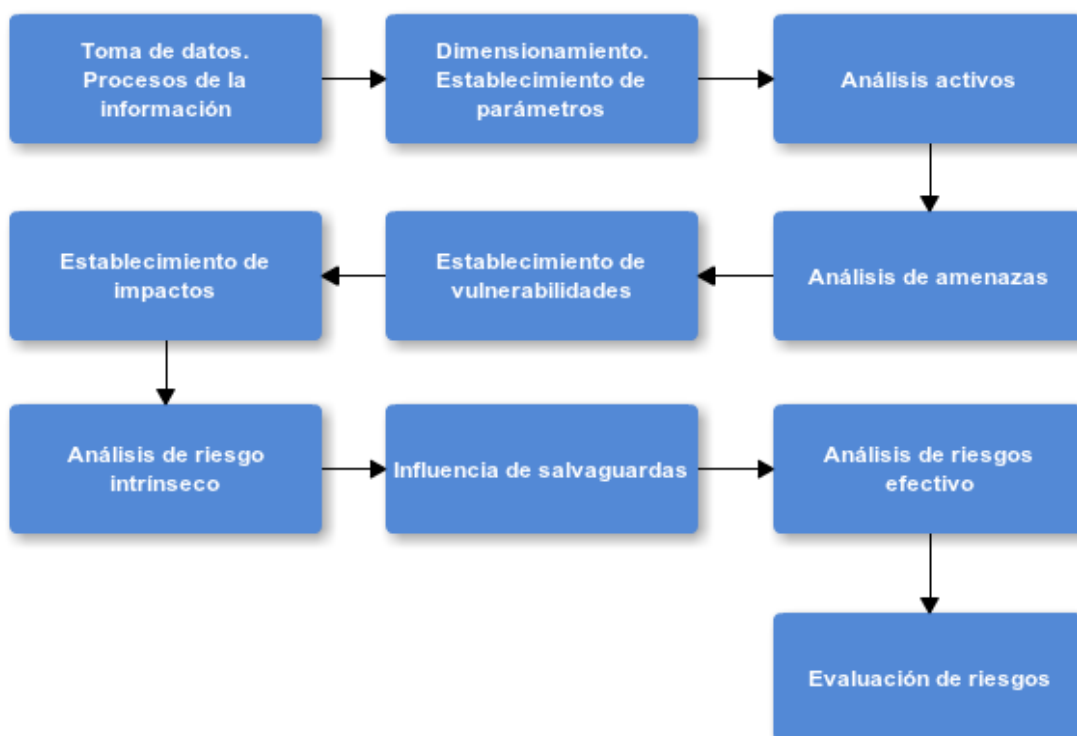 Toma de datos.
Procesos de la
información
Dimensionamiento.
Establecimiento de
parámetros
Análisis activos
Análisis de amenazas
Establecimiento de
vulnerabilidades
Establecimiento de
impactos
Análisis de riesgo
intrínseco
Influencia de salvaguardas
Análisis de riesgos
efectivo
Evaluación de riesgos